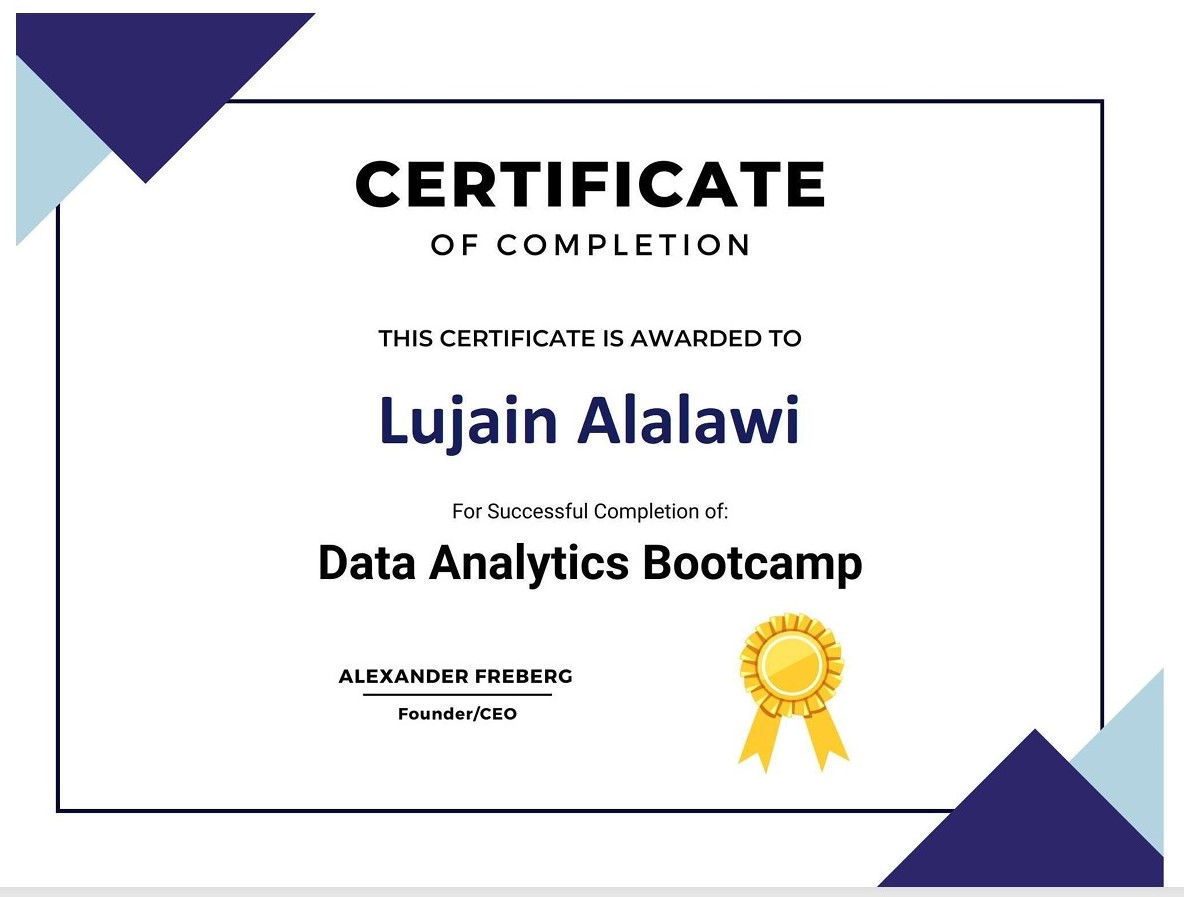 CERTIFICATE
OF COMPLETION
THIS CERTIFICATE IS AWARDED TO
Lujain Alalawi
For Successful Completion of:
Data Analytics Bootcamp
ALEXANDER FREBERG
Founder/CEO